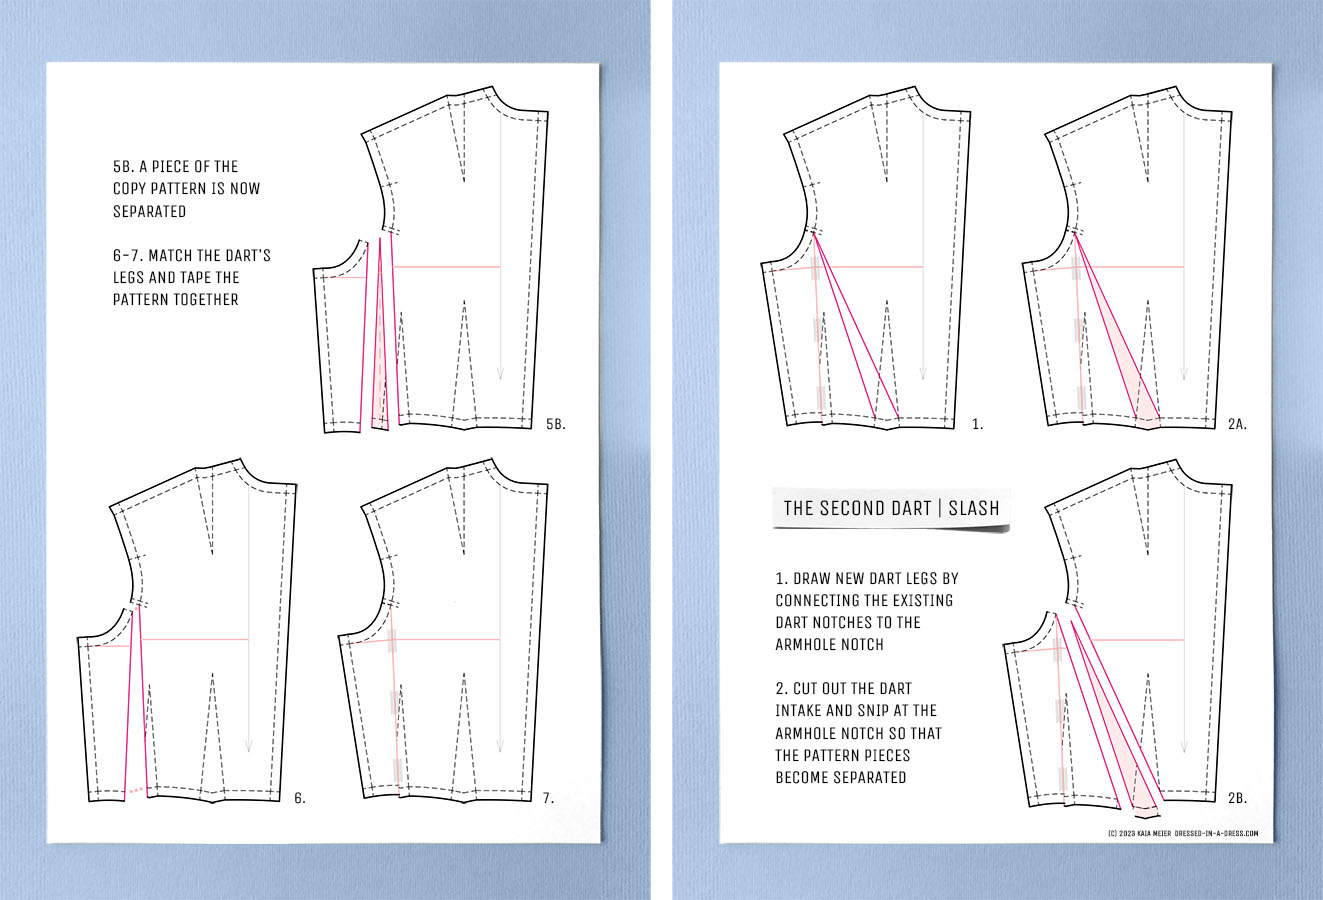 5B. A PIECE OF THE
COPY PATTERN IS NOW
SEPARATED
6-7. MATCH THE DART'S
LEGS AND TAPE THE
PATTERN TOGETHER
5B.
6.
7.
1.
2A.
THE SECOND DART | SLASH
1. DRAW NEW DART LEGS BY
CONNECTING THE EXISTING
DART NOTCHES TO THE
ARMHOLE NOTCH
2. CUT OUT THE DART
INTAKE AND SNIP AT THE
ARMHOLE NOTCH SO THAT
THE PATTERN PIECES
BECOME SEPARATED
2B.
(C) 2023 KAIA MEIER DRESSED-IN-A-DRESS.COM